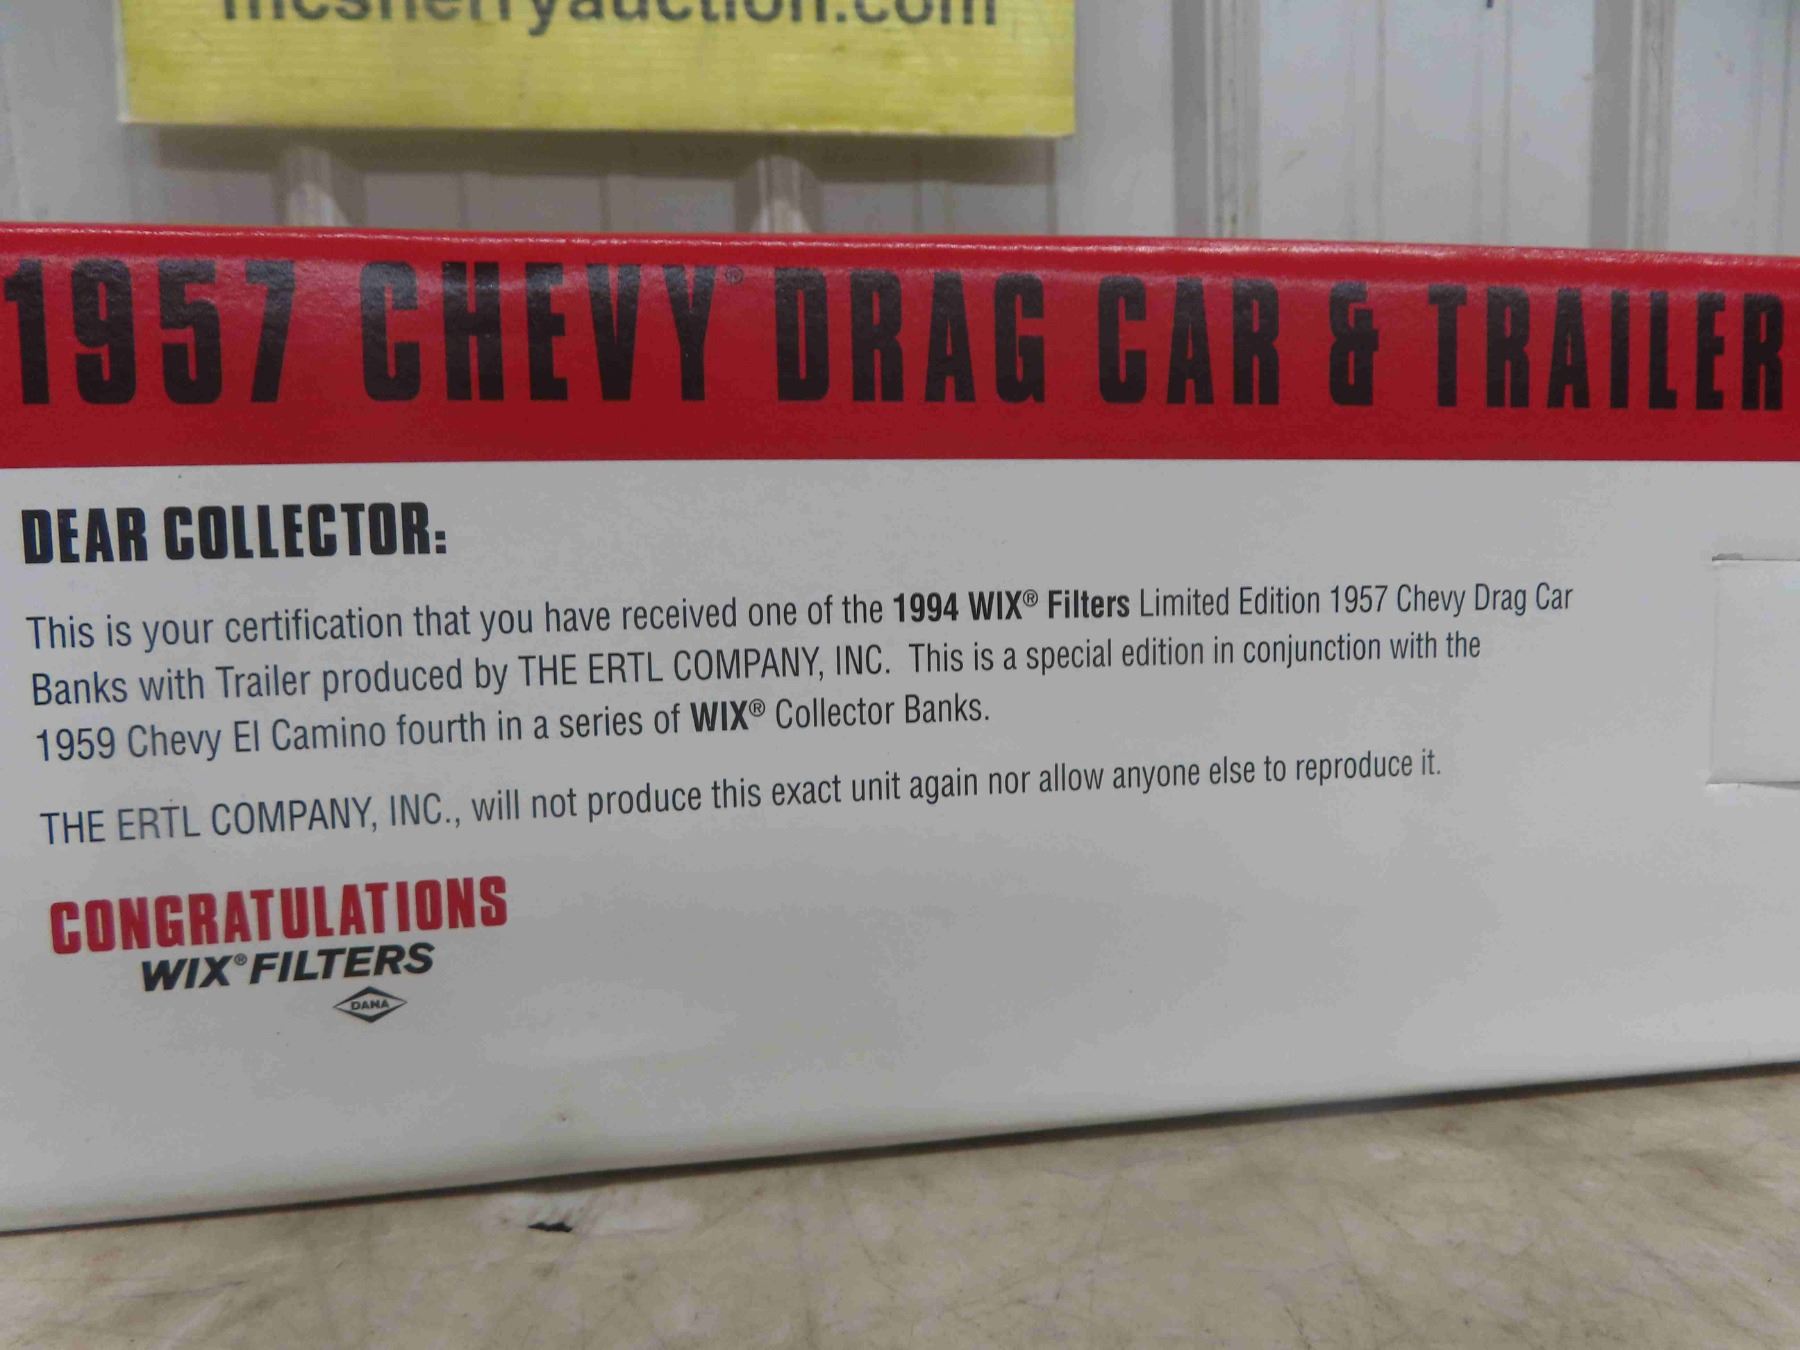 mcsherryauction.com
1957 CHEVY® DRAG CAR & TRAILER
DEAR COLLECTOR:
This is your certification that you have received one of the 1994 WIX® Filters Limited Edition 1957 Chevy Drag Car
Banks with Trailer produced by THE ERTL COMPANY, INC. This is a special edition in conjunction with the
1959 Chevy El Camino fourth in a series of WIX® Collector Banks.
THE ERTL COMPANY, INC., will not produce this exact unit again nor allow anyone else to reproduce it.
CONGRATULATIONS
WIX® FILTERS
DANA